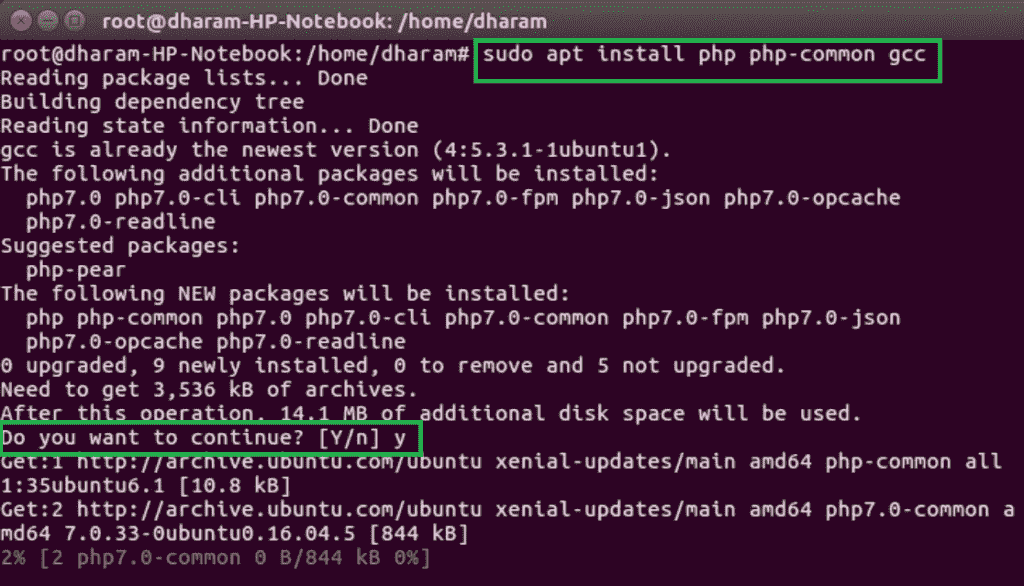 root@dharam-HP-Notebook: /home/dharam
root@dharam-HP-Notebook:/home/dharam# sudo apt install php php-common gcc
Reading package lists... Done
Building dependency tree
Reading state information... Done
gcc is already the newest version (4:5.3.1-1ubuntu1).
The following additional packages will be installed:
  php7.0 php7.0-cli php7.0-common php7.0-fpm php7.0-json php7.0-opcache
  php7.0-readline
Suggested packages:
  php-pear
The following NEW packages will be installed:
  php php-common php7.0 php7.0-cli php7.0-common php7.0-fpm php7.0-json
  php7.0-opcache php7.0-readline
0 upgraded, 9 newly installed, 0 to remove and 5 not upgraded.
Need to get 3,536 kB of archives.
After this operation, 14.1 MB of additional disk space will be used.
Do you want to continue? [Y/n] y
Get:1 http://archive.ubuntu.com/ubuntu xenial-updates/main amd64 php-common all
1:35ubuntu6.1 [10.8 kB]
Get:2 http://archive.ubuntu.com/ubuntu xenial-updates/main amd64 php7.0-common a
md64 7.0.33-0ubuntu0.16.04.5 [844 kB]
2% [2 php7.0-common 0 B/844 kB 0%]